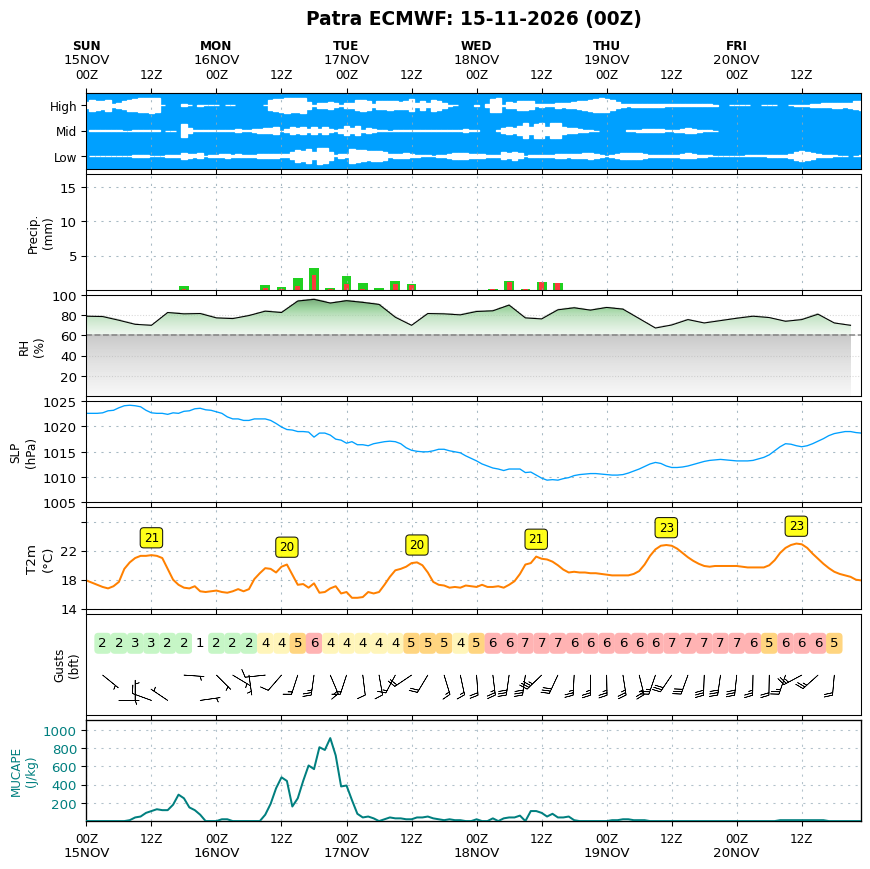 Patra ECMWF: 15-11-2026 (00Z)
SUN MON TUE WED THU FRI
15NOV 16NOV 17NOV 18NOV 19NOV 20NOV
00Z 12Z 00Z 12Z 00Z 12Z 00Z 12Z 00Z 12Z 00Z 12Z
High
Mid
Low
Precip.
(mm)
15
10
5
RH
(%)
100
80
60
40
20
SLP
(hPa)
1025
1020
1015
1010
1005
T2m
(°C)
22
18
14
21 20 20 21 23 23
Gusts
(bft)
2 2 3 3 2 2 1 2 2 2 4 4 5 6 4 4 4 4 4 5 5 5 4 5 6 6 7 7 7 6 6 6 6 6 6 7 7 7 7 7 6 5 6 6 6 5
MUCAPE
(J/kg)
1000
800
600
400
200
00Z 12Z 00Z 12Z 00Z 12Z 00Z 12Z 00Z 12Z 00Z 12Z
15NOV 16NOV 17NOV 18NOV 19NOV 20NOV